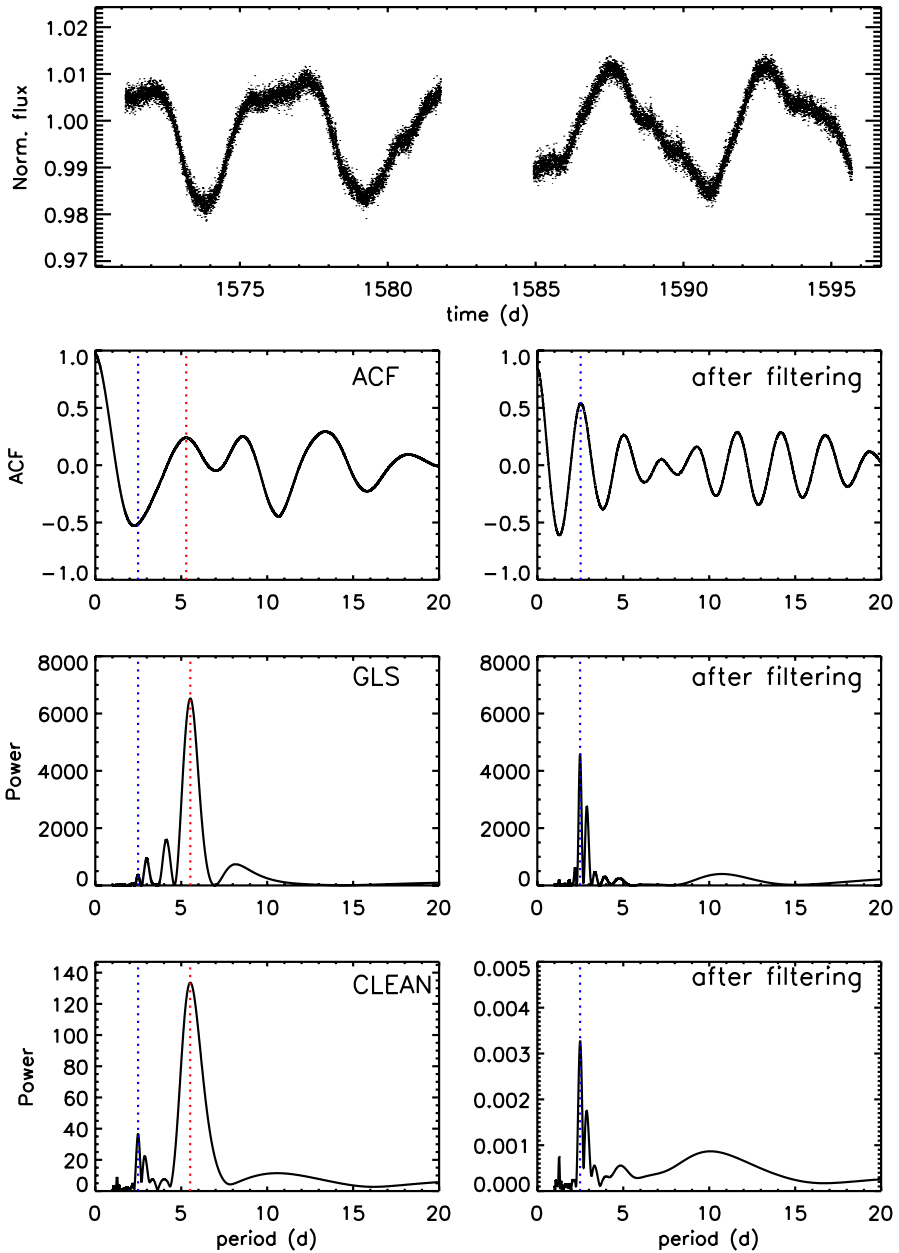 1.02
1.01
1.00
0.99
0.98
0.97
Norm. flux
1575 1580 1585 1590 1595
time (d)
1.0
0.5
0.0
−0.5
−1.0
ACF
ACF
0 5 10 15 20
1.0
0.5
0.0
−0.5
−1.0
after filtering
0 5 10 15 20
8000
6000
4000
2000
0
Power
GLS
0 5 10 15 20
8000
6000
4000
2000
0
after filtering
0 5 10 15 20
140
120
100
80
60
40
20
0
Power
CLEAN
0 5 10 15 20
period (d)
0.005
0.004
0.003
0.002
0.001
0.000
after filtering
0 5 10 15 20
period (d)